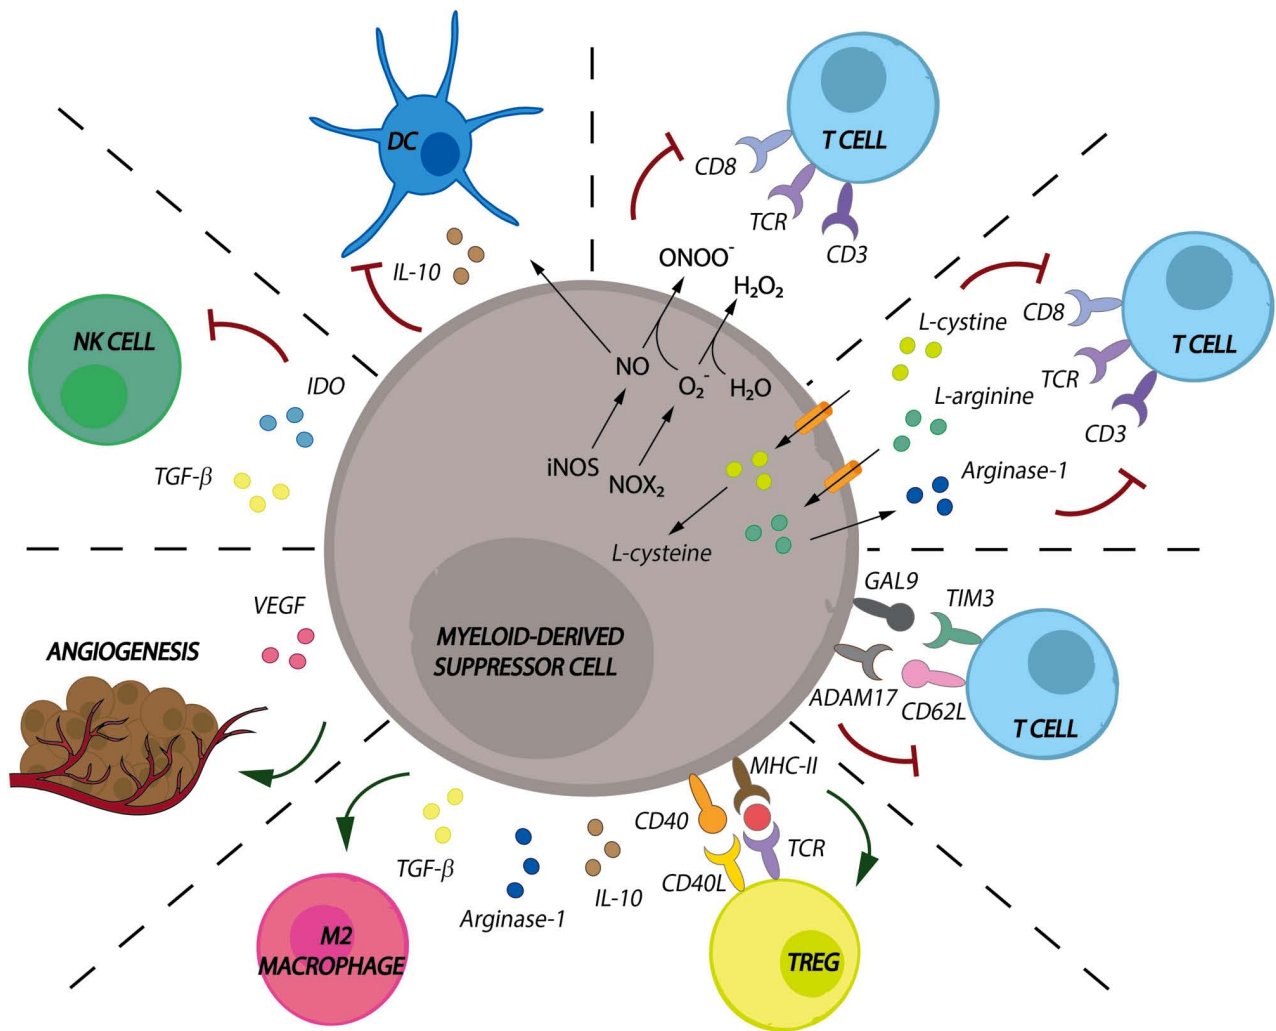 DC
T CELL
CD8
TCR
CD3
IL-10
ONOO⁻
H₂O₂
NO
O₂⁻
H₂O
iNOS
NOX₂
L-cysteine
L-cystine
L-arginine
Arginase-1
CD8
TCR
CD3
T CELL
NK CELL
IDO
TGF-β
VEGF
ANGIOGENESIS
MYELOID-DERIVED
SUPPRESSOR CELL
GAL9
TIM3
ADAM17
CD62L
T CELL
MHC-II
CD40
TCR
CD40L
TGF-β
Arginase-1
IL-10
M2
MACROPHAGE
TREG